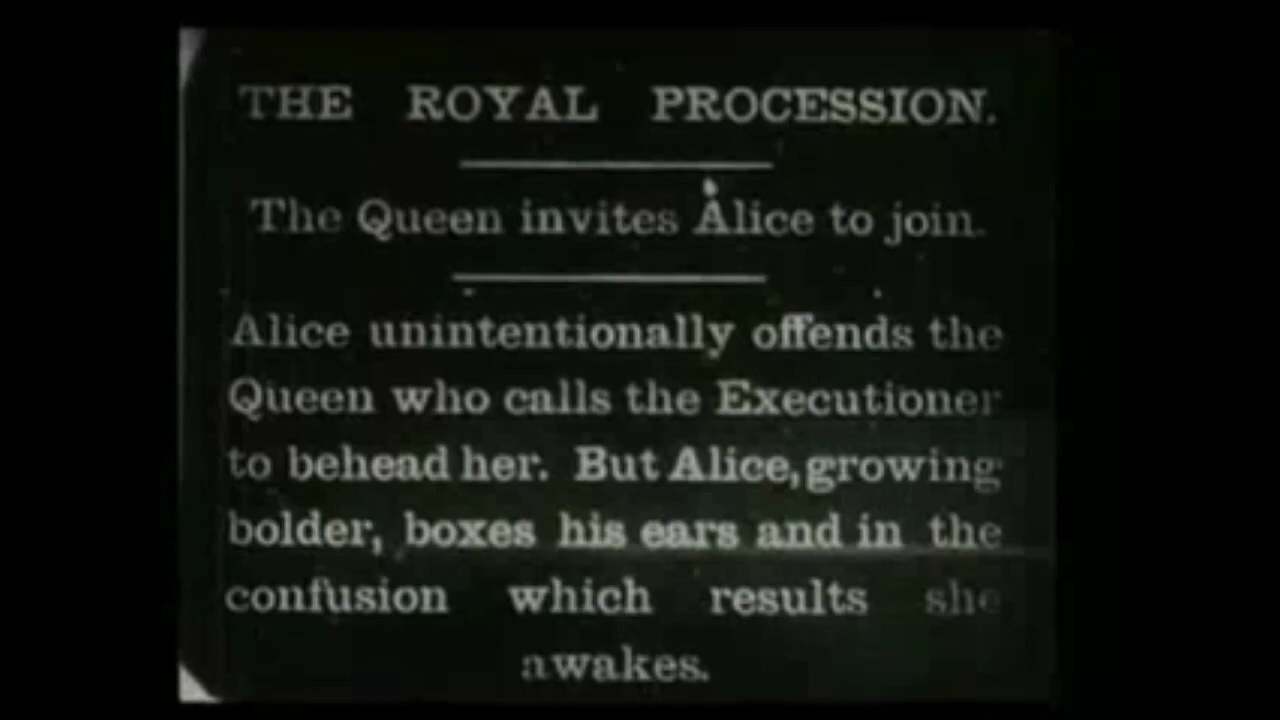 THE ROYAL PROCESSION.
The Queen invites Alice to join.
Alice unintentionally offends the
Queen who calls the Executioner
to behead her. But Alice, growing
bolder, boxes his ears and in the
confusion which results she
awakes.